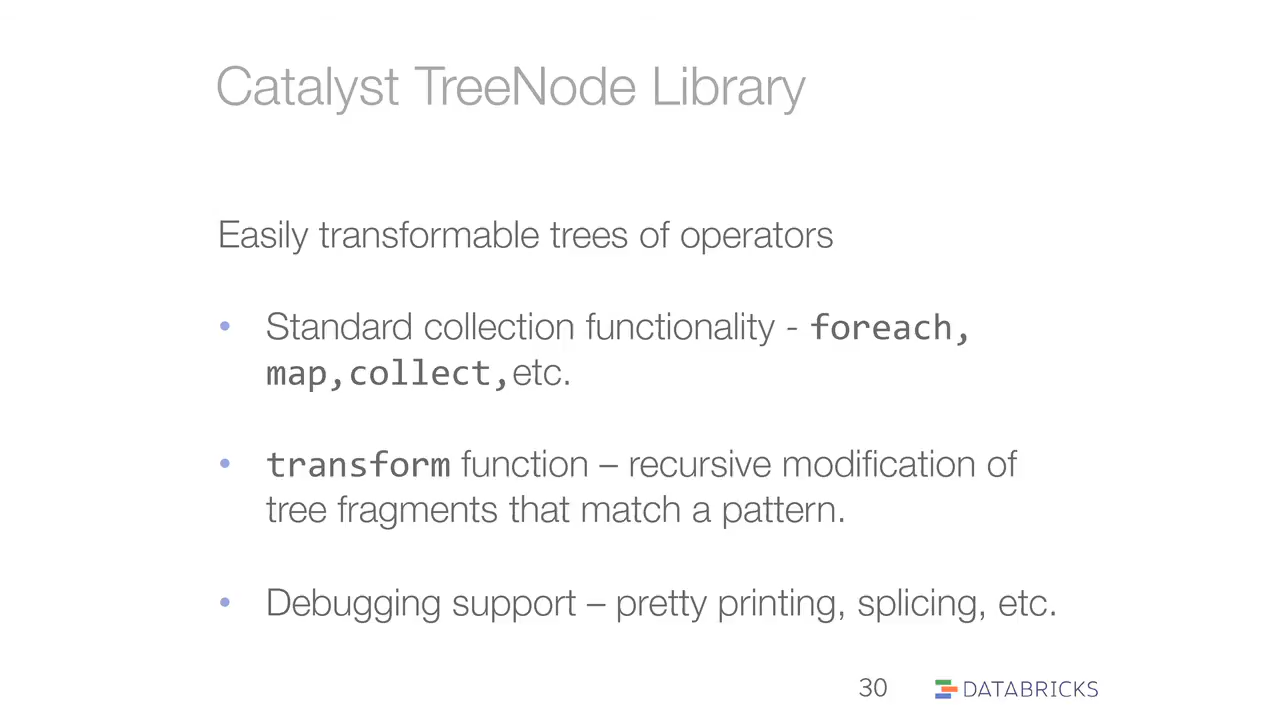 Catalyst TreeNode Library
Easily transformable trees of operators
• Standard collection functionality - foreach,
map,collect,etc.
• transform function – recursive modification of
tree fragments that match a pattern.
• Debugging support – pretty printing, splicing, etc.
30 DATABRICKS